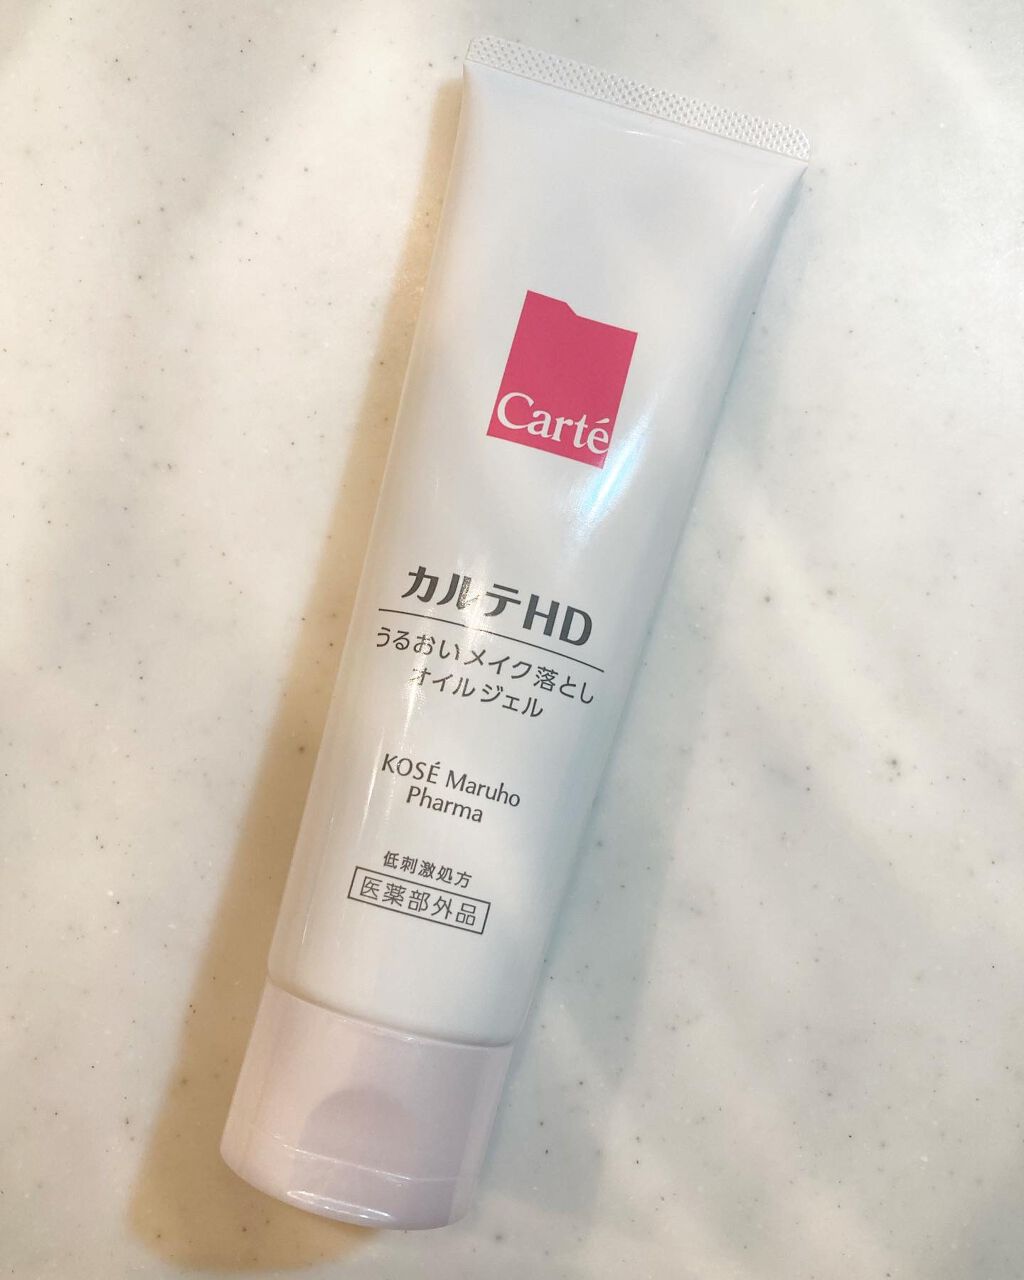 Carté
カルテHD
うるおいメイク落とし
オイルジェル
KOSÉ Maruho
Pharma
低刺激処方
医薬部外品